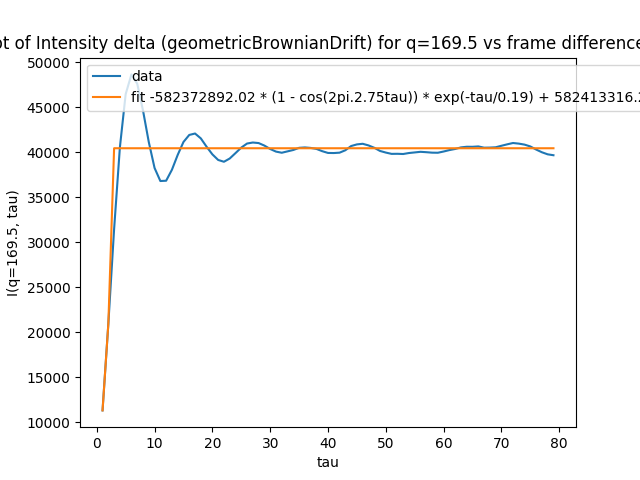 ot of Intensity delta (geometricBrownianDrift) for q=169.5 vs frame difference
data
fit -582372892.02 * (1 - cos(2pi.2.75tau)) * exp(-tau/0.19) + 582413316.2
I(q=169.5, tau)
50000
45000
40000
35000
30000
25000
20000
15000
10000
0 10 20 30 40 50 60 70 80
tau